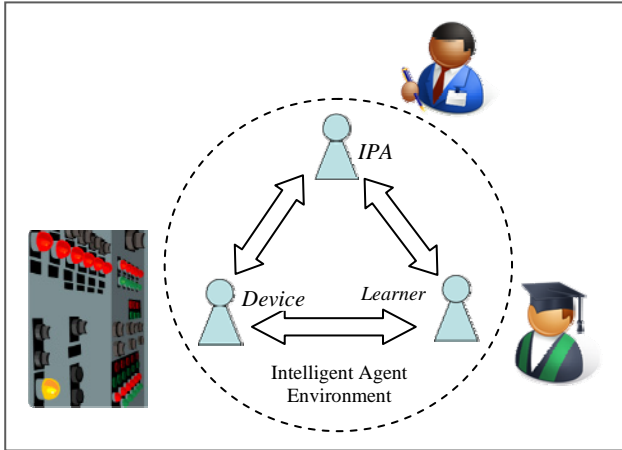 IPA
Device
Learner
Intelligent Agent
Environment